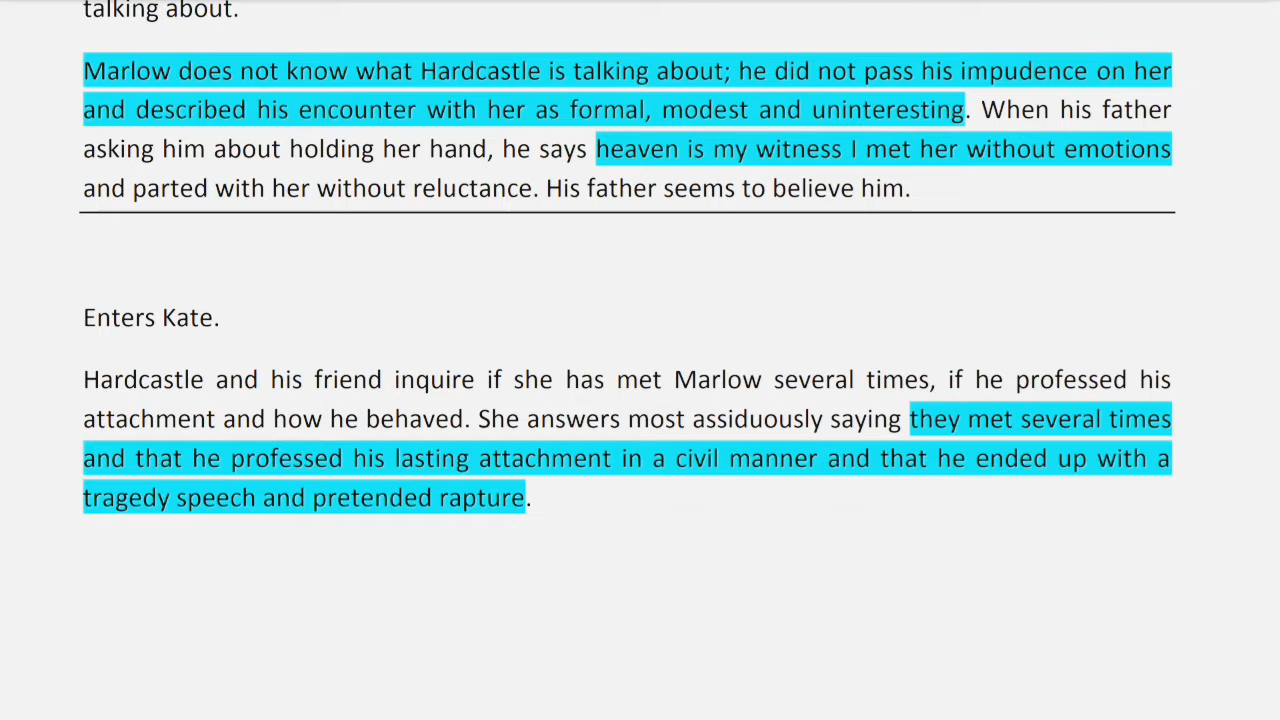 talking about.
Marlow does not know what Hardcastle is talking about; he did not pass his impudence on her
and described his encounter with her as formal, modest and uninteresting. When his father
asking him about holding her hand, he says heaven is my witness I met her without emotions
and parted with her without reluctance. His father seems to believe him.
Enters Kate.
Hardcastle and his friend inquire if she has met Marlow several times, if he professed his
attachment and how he behaved. She answers most assiduously saying they met several times
and that he professed his lasting attachment in a civil manner and that he ended up with a
tragedy speech and pretended rapture.